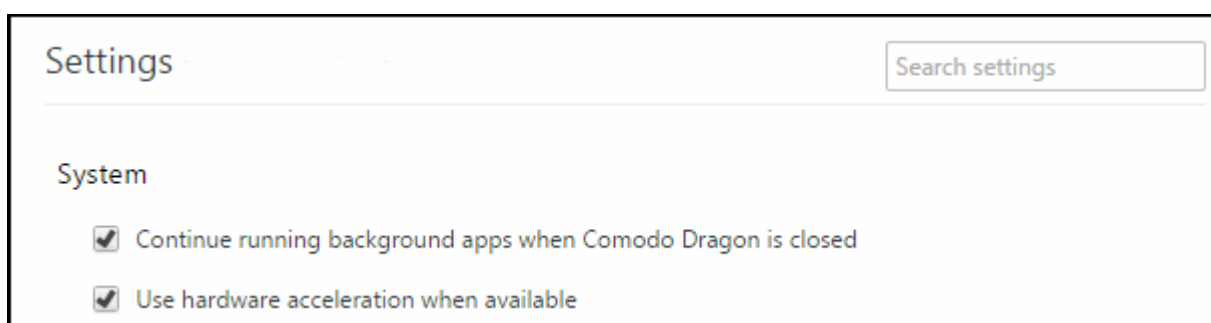 Settings
Search settings
System
Continue running background apps when Comodo Dragon is closed
Use hardware acceleration when available